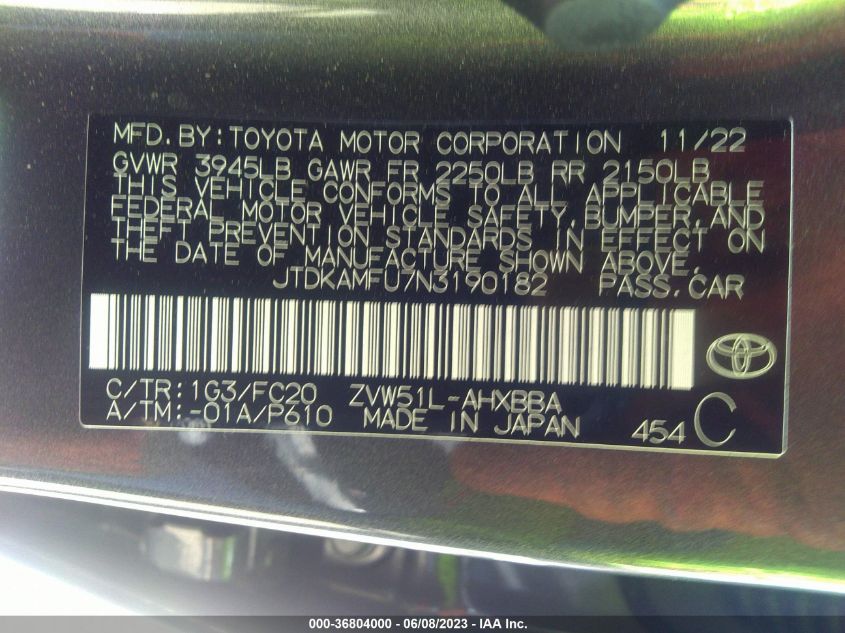 MFD. BY: TOYOTA MOTOR CORPORATION 11/22
GVWR 3945LB GAWR FR 2250LB RR 2150LB
THIS VEHICLE CONFORMS TO ALL APPLICABLE
FEDERAL MOTOR VEHICLE SAFETY, BUMPER, AND
THEFT PREVENTION STANDARDS IN EFFECT ON
THE DATE OF MANUFACTURE SHOWN ABOVE.
JTDKAMFU7N3190182 PASS. CAR
C/TR: 1G3/FC20 ZVW51L-AHXBBA
A/TM: -01A/P610 MADE IN JAPAN 454 C
000-36804000 - 06/08/2023 - IAA Inc.